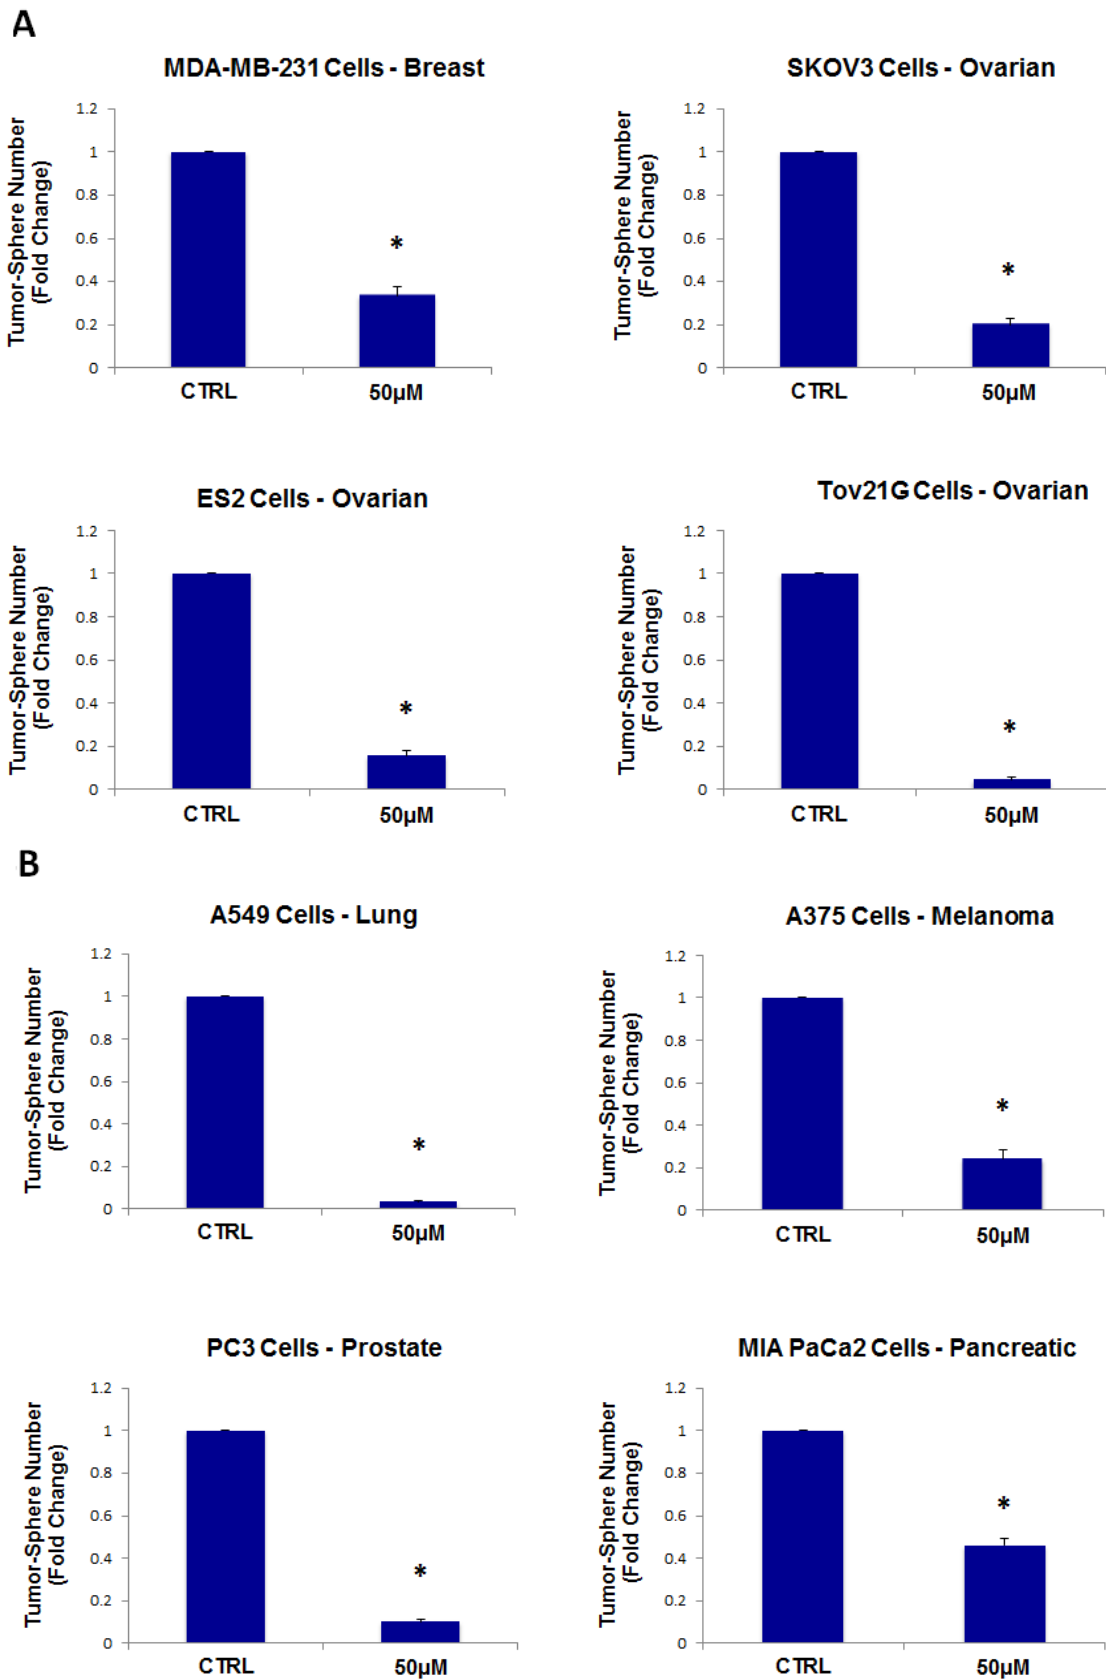 A
MDA-MB-231 Cells - Breast
Tumor-Sphere Number
(Fold Change)
1.2
1
0.8
0.6
0.4
0.2
0
*
CTRL
50µM
SKOV3 Cells - Ovarian
Tumor-Sphere Number
(Fold Change)
1.2
1
0.8
0.6
0.4
0.2
0
*
CTRL
50µM
ES2 Cells - Ovarian
Tumor-Sphere Number
(Fold Change)
1.2
1
0.8
0.6
0.4
0.2
0
*
CTRL
50µM
Tov21G Cells - Ovarian
Tumor-Sphere Number
(Fold Change)
1.2
1
0.8
0.6
0.4
0.2
0
*
CTRL
50µM
B
A549 Cells - Lung
Tumor-Sphere Number
(Fold Change)
1.2
1
0.8
0.6
0.4
0.2
0
*
CTRL
50µM
A375 Cells - Melanoma
Tumor-Sphere Number
(Fold Change)
1.2
1
0.8
0.6
0.4
0.2
0
*
CTRL
50µM
PC3 Cells - Prostate
Tumor-Sphere Number
(Fold Change)
1.2
1
0.8
0.6
0.4
0.2
0
*
CTRL
50µM
MIA PaCa2 Cells - Pancreatic
Tumor-Sphere Number
(Fold Change)
1.2
1
0.8
0.6
0.4
0.2
0
*
CTRL
50µM